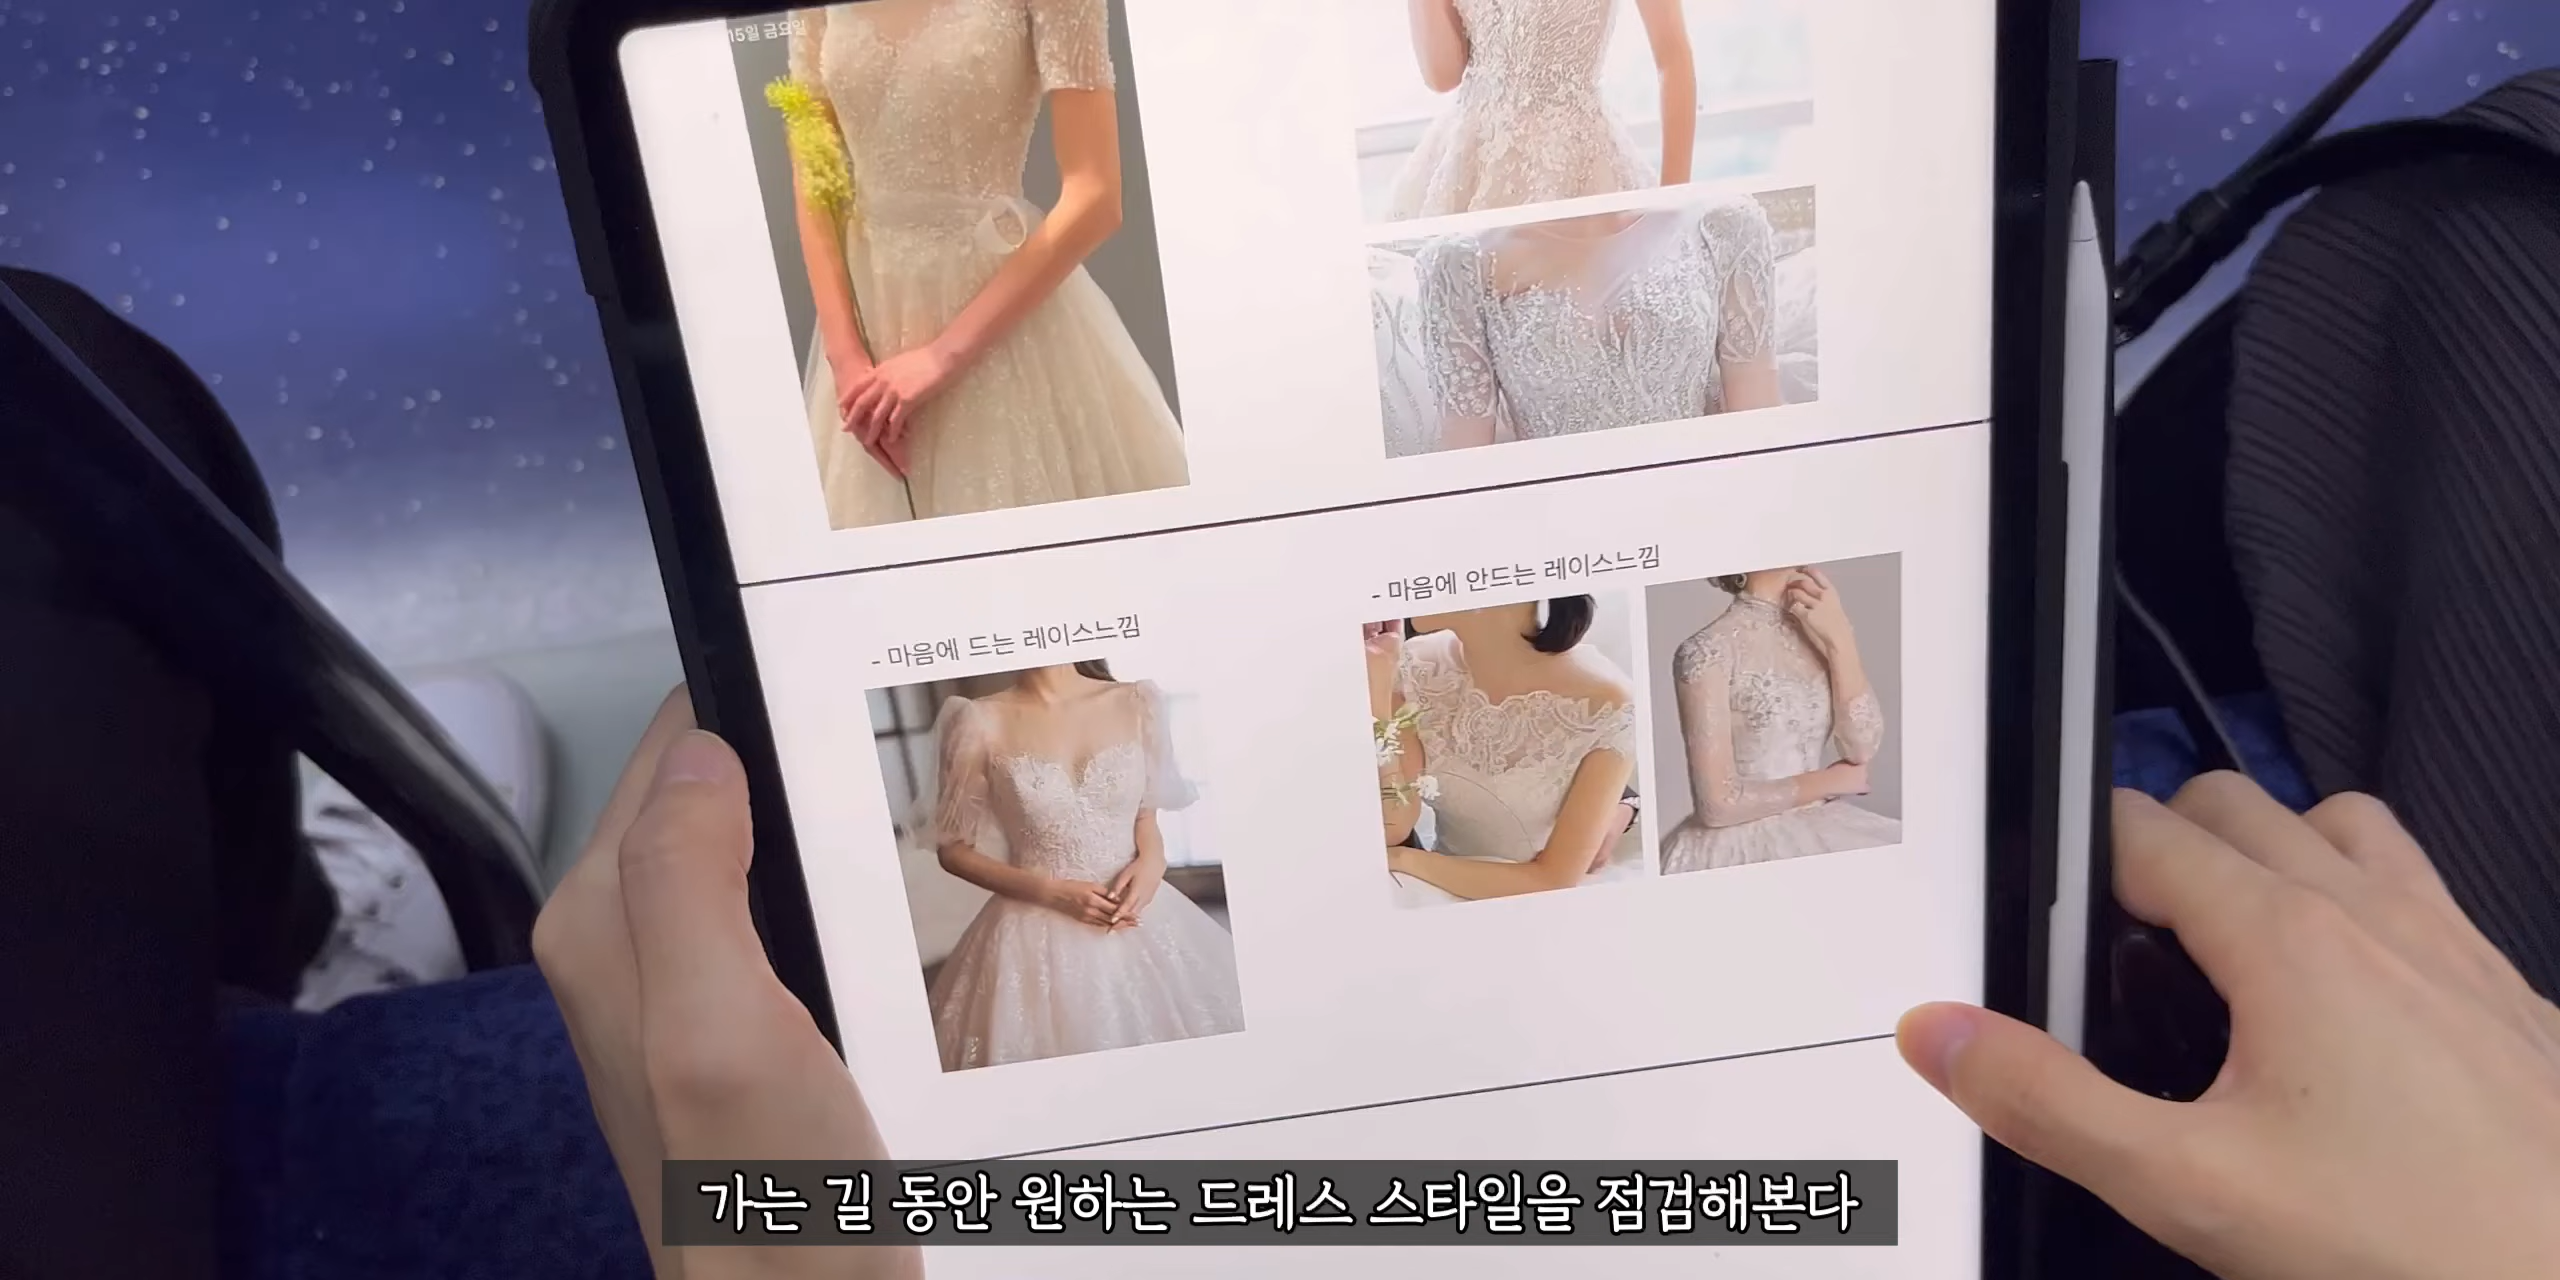 15일 금요일
- 마음에 드는 레이스느낌
- 마음에 안드는 레이스느낌
가는 길 동안 원하는 드레스 스타일을 점검해본다